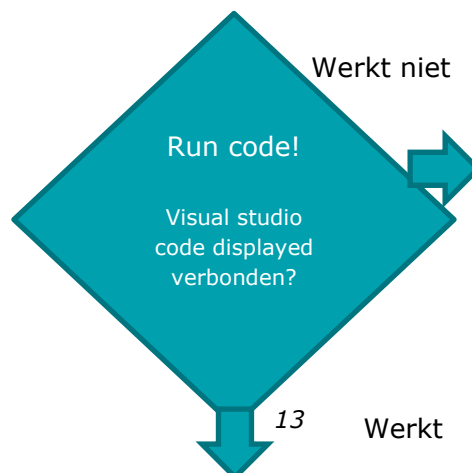 Werkt niet
Run code!
Visual studio
code displayed
verbonden?
13
Werkt